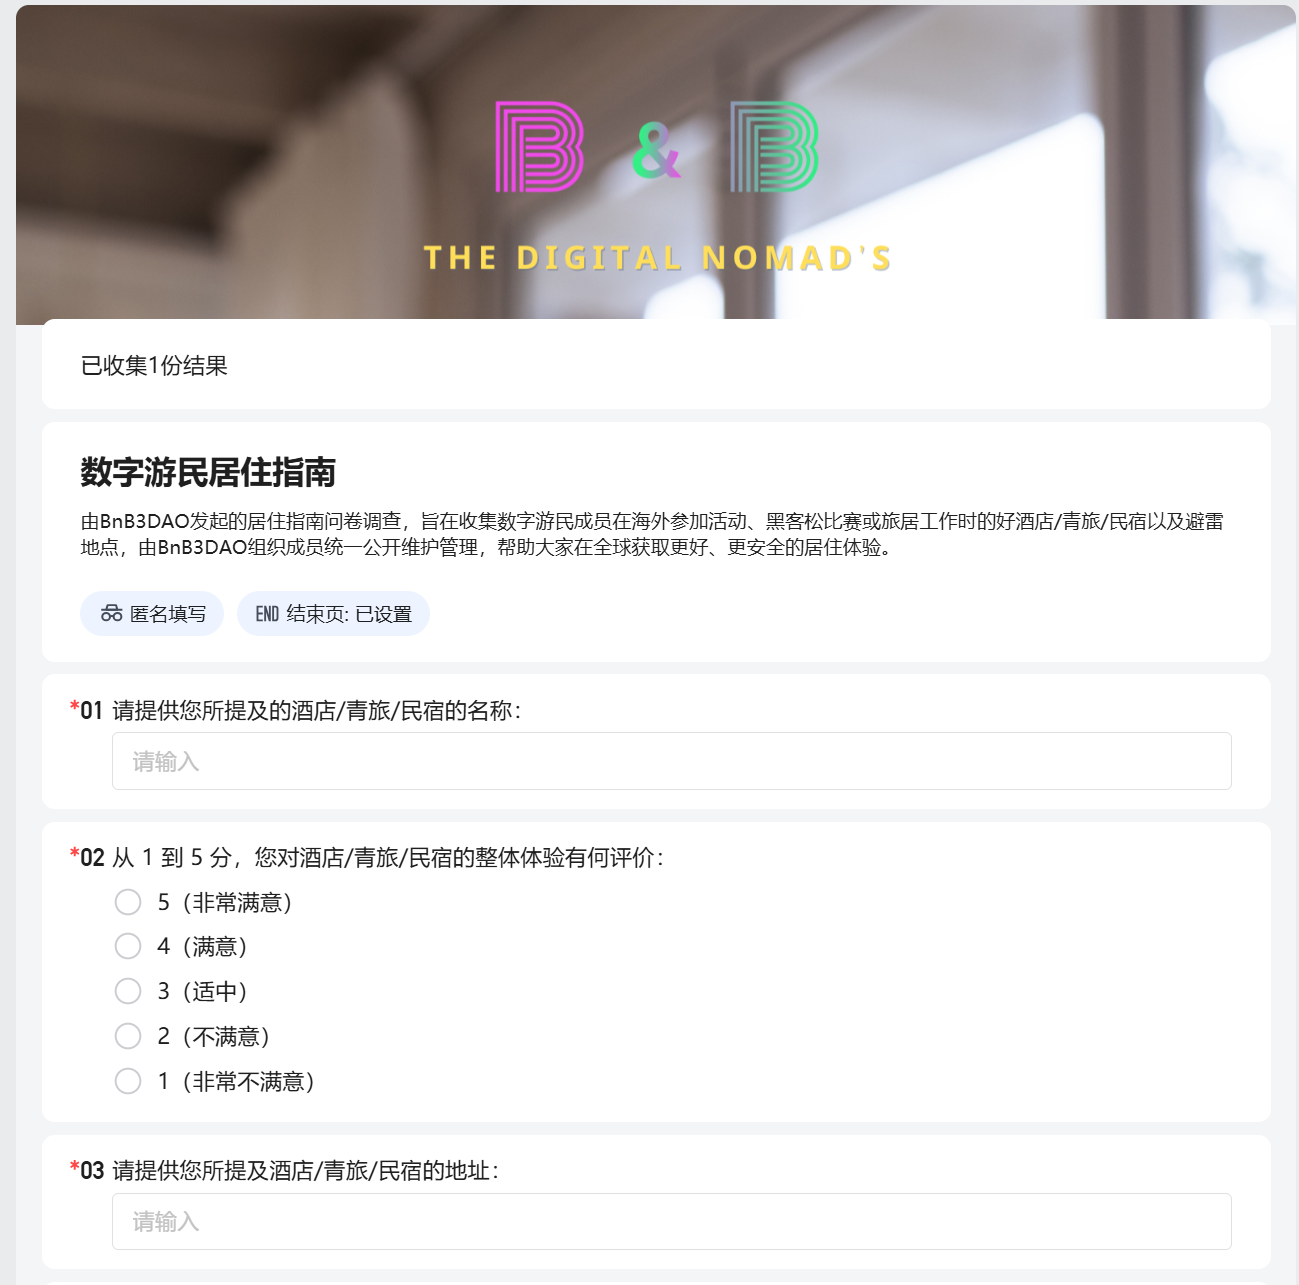 B & B
THE DIGITAL NOMAD'S
已收集1份结果
数字游民居住指南
由BnB3DAO发起的居住指南问卷调查，旨在收集数字游民成员在海外参加活动、黑客松比赛或旅居工作时的好酒店/青旅/民宿以及避雷
地点，由BnB3DAO组织成员统一公开维护管理，帮助大家在全球获取更好、更安全的居住体验。
匿名填写 END 结束页: 已设置
*01 请提供您所提及的酒店/青旅/民宿的名称：
请输入
*02 从 1 到 5 分，您对酒店/青旅/民宿的整体体验有何评价：
5（非常满意）
4（满意）
3（适中）
2（不满意）
1（非常不满意）
*03 请提供您所提及酒店/青旅/民宿的地址：
请输入